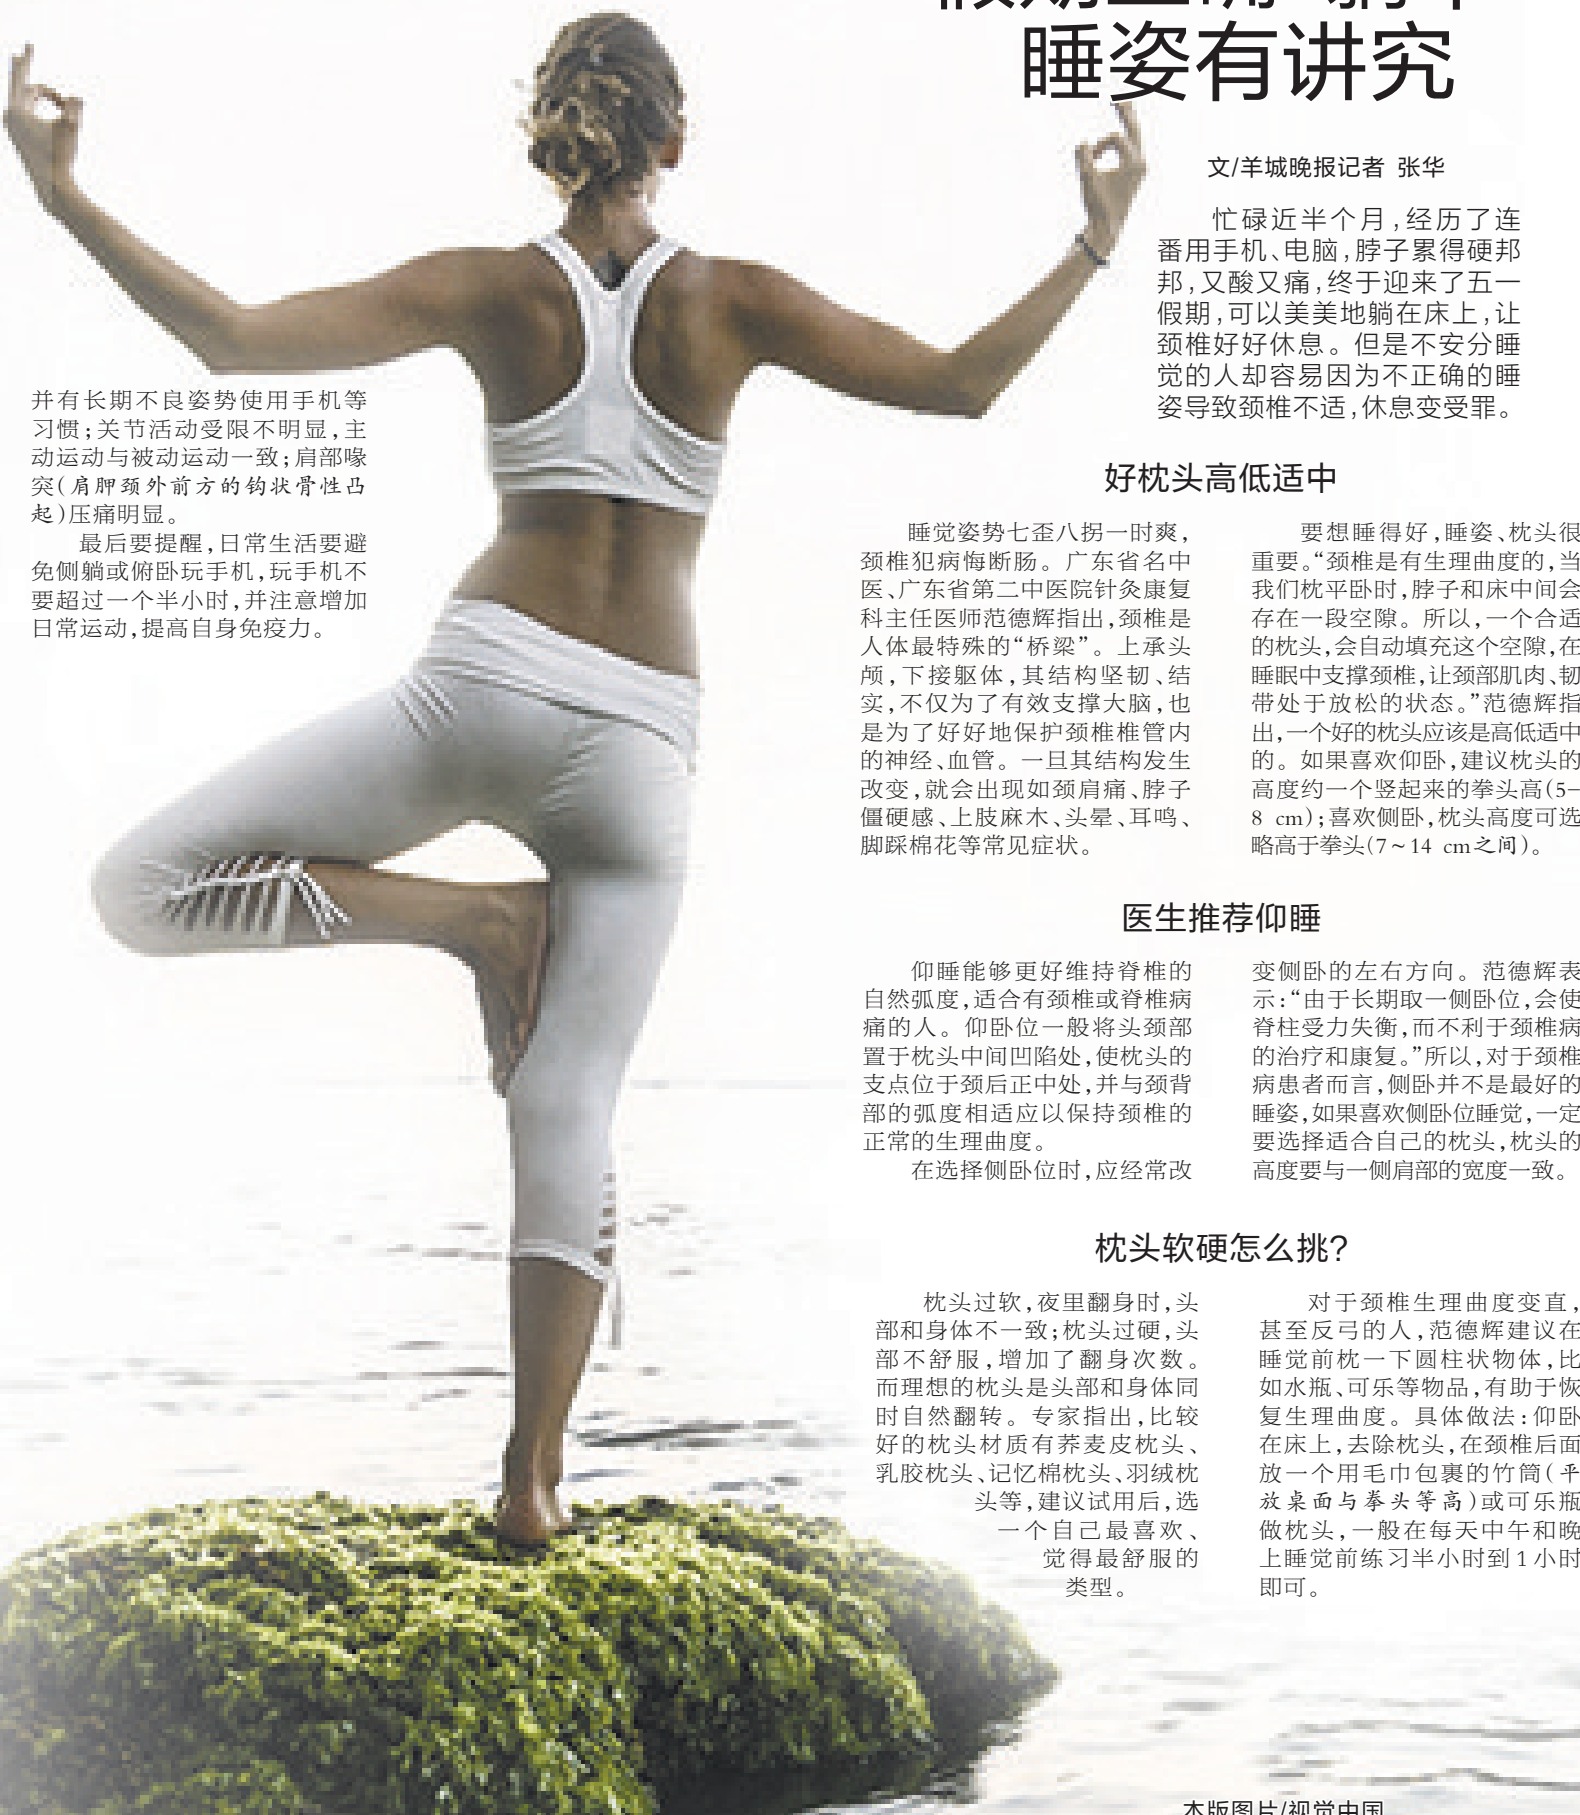 睡姿有讲究
文/羊城晚报记者 张华
忙碌近半个月，经历了连
番用手机、电脑，脖子累得硬邦
邦，又酸又痛，终于迎来了五一
假期，可以美美地躺在床上，让
颈椎好好休息。但是不安分睡
觉的人却容易因为不正确的睡
姿导致颈椎不适，休息变受罪。
并有长期不良姿势使用手机等
习惯；关节活动受限不明显，主
动运动与被动运动一致；肩部喙
突(肩胛颈外前方的钩状骨性凸
起)压痛明显。
最后要提醒，日常生活要避
免侧躺或俯卧玩手机，玩手机不
要超过一个半小时，并注意增加
日常运动，提高自身免疫力。
好枕头高低适中
睡觉姿势七歪八拐一时爽，
颈椎犯病悔断肠。广东省名中
医、广东省第二中医院针灸康复
科主任医师范德辉指出，颈椎是
人体最特殊的“桥梁”。上承头
颅，下接躯体，其结构坚韧、结
实，不仅为了有效支撑大脑，也
是为了好好地保护颈椎椎管内
的神经、血管。一旦其结构发生
改变，就会出现如颈肩痛、脖子
僵硬感、上肢麻木、头晕、耳鸣、
脚踩棉花等常见症状。
要想睡得好，睡姿、枕头很
重要。“颈椎是有生理曲度的，当
我们枕平卧时，脖子和床中间会
存在一段空隙。所以，一个合适
的枕头，会自动填充这个空隙，在
睡眠中支撑颈椎，让颈部肌肉、韧
带处于放松的状态。”范德辉指
出，一个好的枕头应该是高低适中
的。如果喜欢仰卧，建议枕头的
高度约一个竖起来的拳头高(5-
8 cm)；喜欢侧卧，枕头高度可选
略高于拳头(7~14 cm之间)。
医生推荐仰睡
仰睡能够更好维持脊椎的
自然弧度，适合有颈椎或脊椎病
痛的人。仰卧位一般将头颈部
置于枕头中间凹陷处，使枕头的
支点位于颈后正中处，并与颈背
部的弧度相适应以保持颈椎的
正常的生理曲度。
在选择侧卧位时，应经常改
变侧卧的左右方向。范德辉表
示：“由于长期取一侧卧位，会使
脊柱受力失衡，而不利于颈椎病
的治疗和康复。”所以，对于颈椎
病患者而言，侧卧并不是最好的
睡姿，如果喜欢侧卧位睡觉，一定
要选择适合自己的枕头，枕头的
高度要与一侧肩部的宽度一致。
枕头软硬怎么挑?
枕头过软，夜里翻身时，头
部和身体不一致；枕头过硬，头
部不舒服，增加了翻身次数。
而理想的枕头是头部和身体同
时自然翻转。专家指出，比较
好的枕头材质有荞麦皮枕头、
乳胶枕头、记忆棉枕头、羽绒枕
头等，建议试用后，选
一个自己最喜欢、
觉得最舒服的
类型。
对于颈椎生理曲度变直，
甚至反弓的人，范德辉建议在
睡觉前枕一下圆柱状物体，比
如水瓶、可乐等物品，有助于恢
复生理曲度。具体做法：仰卧
在床上，去除枕头，在颈椎后面
放一个用毛巾包裹的竹筒(平
放桌面与拳头等高)或可乐瓶
做枕头，一般在每天中午和晚
上睡觉前练习半小时到1小时
即可。
本版图片/视觉中国